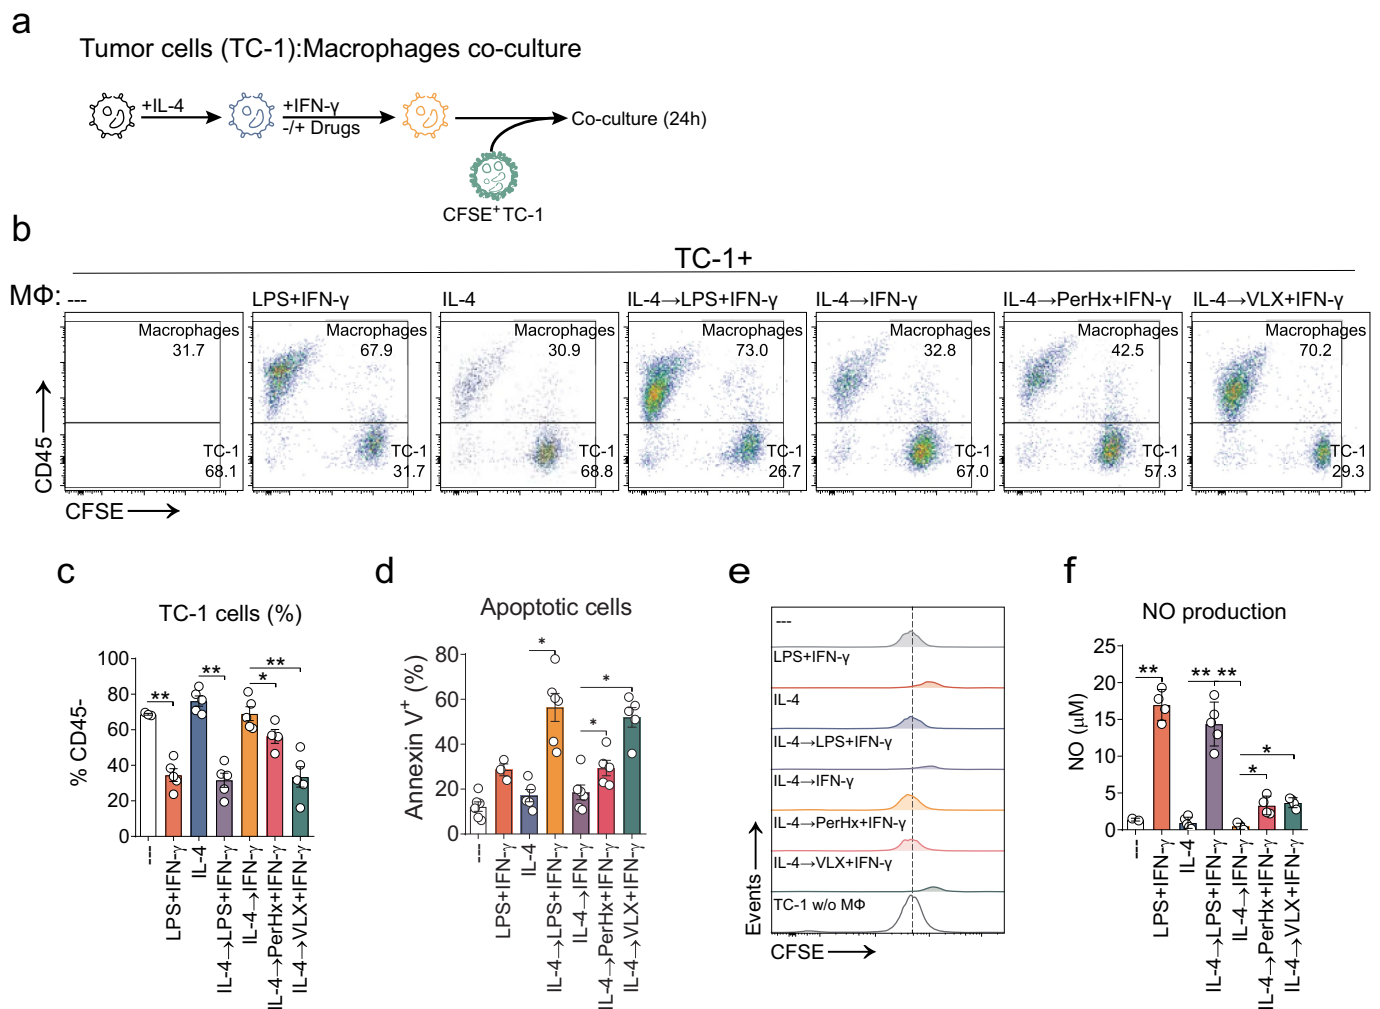 a
Tumor cells (TC-1):Macrophages co-culture
+IL-4
+IFN-γ
-/+ Drugs
Co-culture (24h)
CFSE+ TC-1
b
TC-1+
MΦ: --- LPS+IFN-γ IL-4 IL-4→LPS+IFN-γ IL-4→IFN-γ IL-4→PerHx+IFN-γ IL-4→VLX+IFN-γ
Macrophages Macrophages Macrophages Macrophages Macrophages Macrophages Macrophages
31.7 67.9 30.9 73.0 32.8 42.5 70.2
TC-1 TC-1 TC-1 TC-1 TC-1 TC-1 TC-1
68.1 31.7 68.8 26.7 67.0 57.3 29.3
CD45
CFSE
c
TC-1 cells (%)
% CD45-
100
80
60
40
20
0
** ** ** *
---
LPS+IFN-γ
IL-4
IL-4→LPS+IFN-γ
IL-4→IFN-γ
IL-4→PerHx+IFN-γ
IL-4→VLX+IFN-γ
d
Apoptotic cells
Annexin V+ (%)
80
60
40
20
0
* * *
---
LPS+IFN-γ
IL-4
IL-4→LPS+IFN-γ
IL-4→IFN-γ
IL-4→PerHx+IFN-γ
IL-4→VLX+IFN-γ
e
---
LPS+IFN-γ
IL-4
IL-4→LPS+IFN-γ
IL-4→IFN-γ
IL-4→PerHx+IFN-γ
IL-4→VLX+IFN-γ
TC-1 w/o MΦ
Events
CFSE
f
NO production
NO (μM)
25
20
15
10
5
0
** ** ** * *
---
LPS+IFN-γ
IL-4
IL-4→LPS+IFN-γ
IL-4→IFN-γ
IL-4→PerHx+IFN-γ
IL-4→VLX+IFN-γ